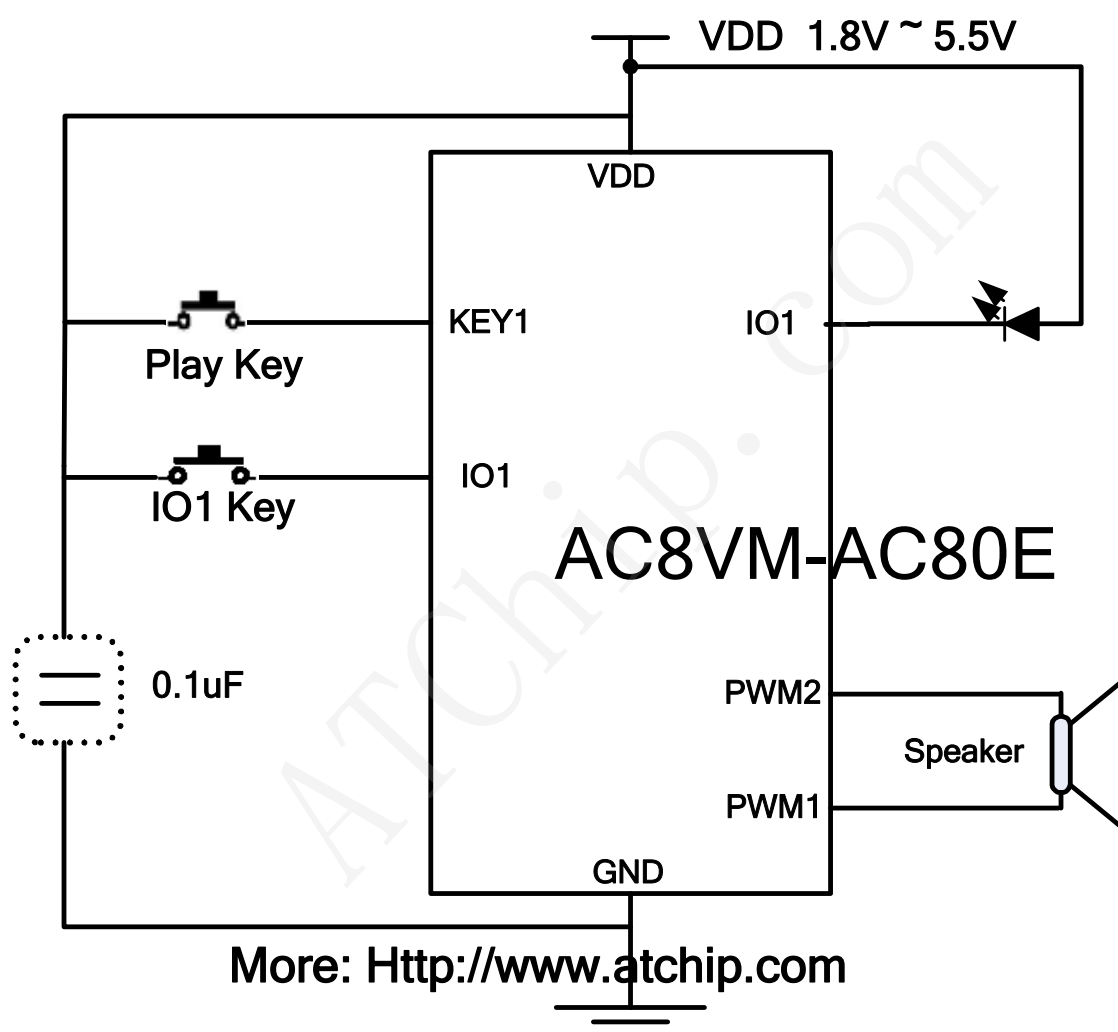 VDD 1.8V ~ 5.5V
VDD
KEY1
IO1
Play Key
IO1
IO1 Key
AC8VM-AC80E
0.1uF
PWM2
Speaker
PWM1
GND
More: Http://www.atchip.com
ATChip. com